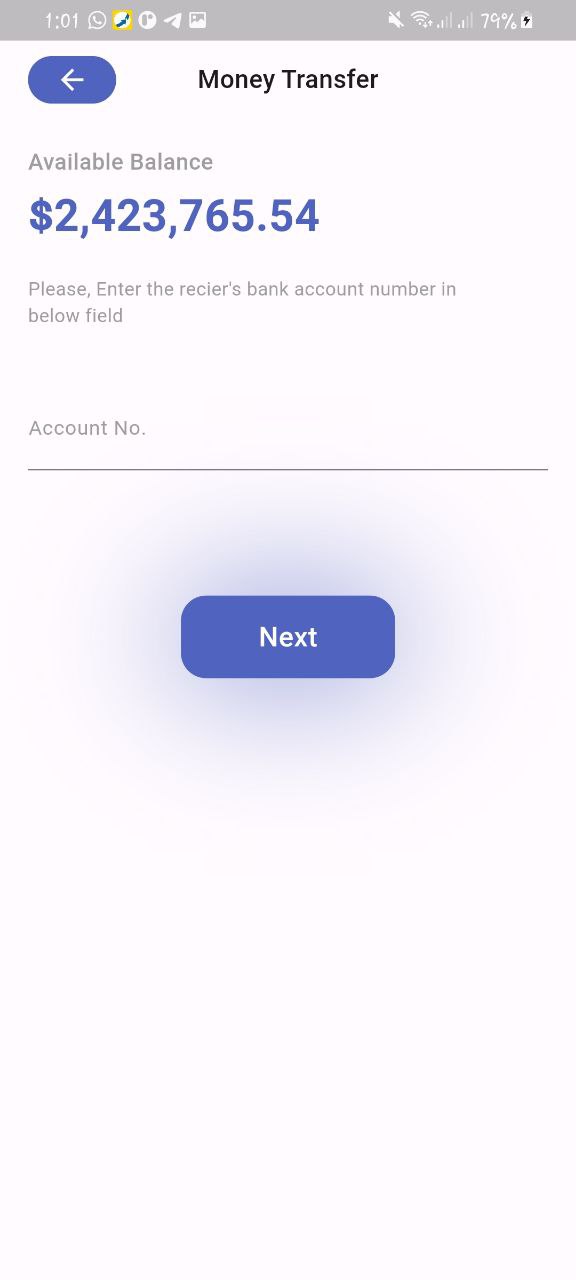 1:01
79%
Money Transfer
Available Balance
$2,423,765.54
Please, Enter the recier's bank account number in
below field
Account No.
Next